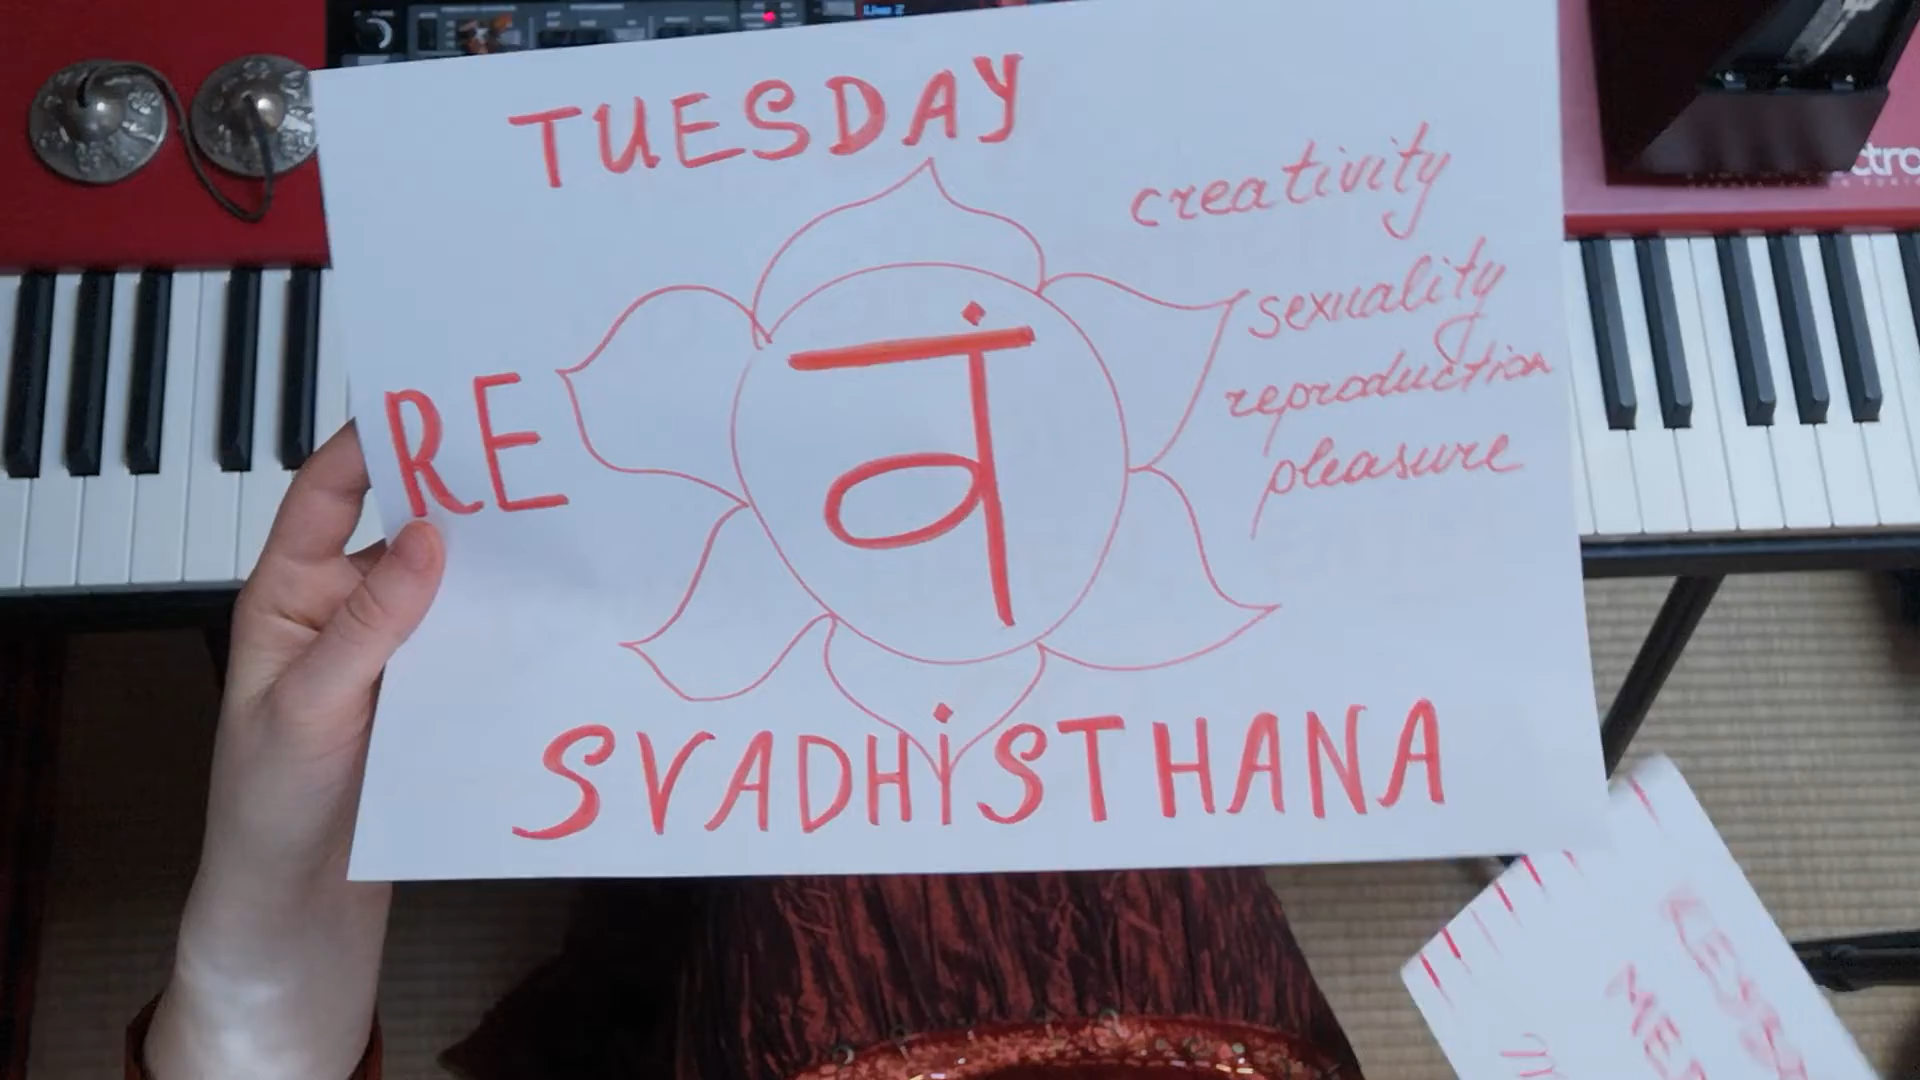 TUESDAY
creativity
sexuality
reproduction
pleasure
RE
वं
SVADHiSTHANA